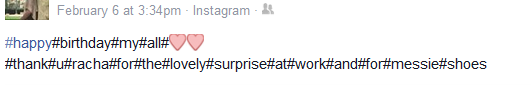 February 6 at 3:34pm · Instagram ·
#happy#birthday#my#all#💗💗
#thank#u#racha#for#the#lovely#surprise#at#work#and#for#messie#shoes